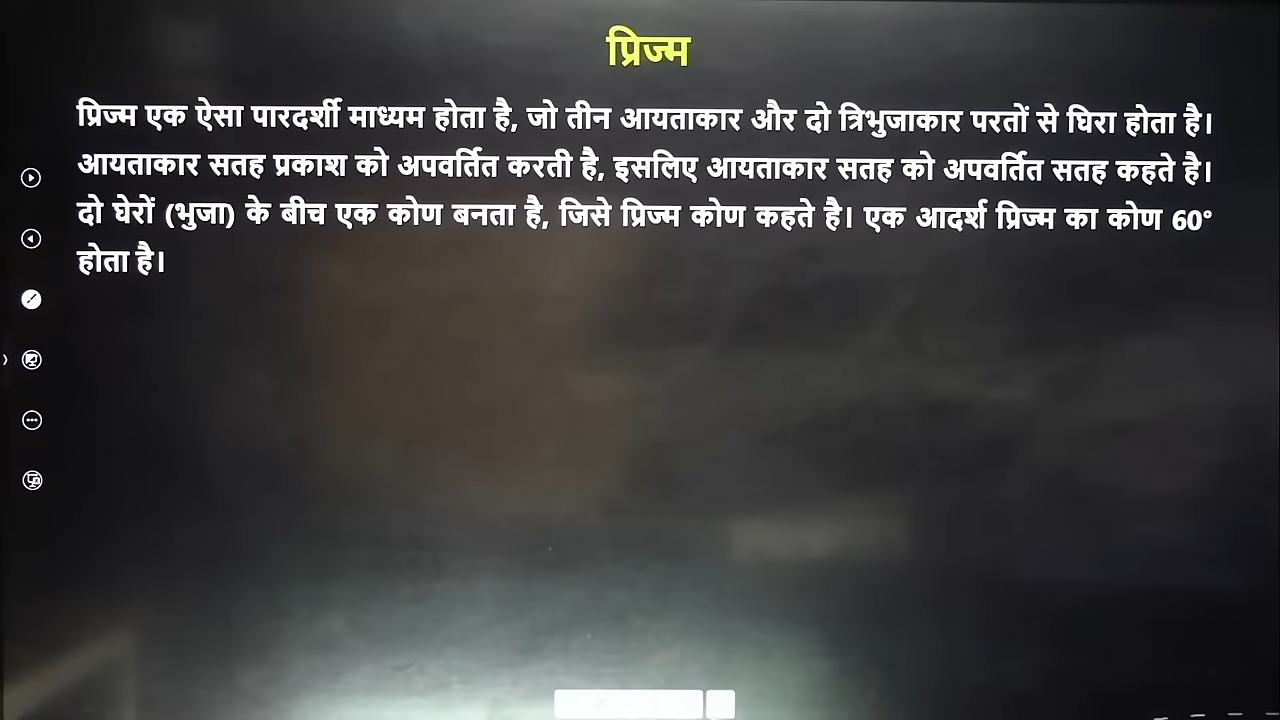 प्रिज्म
प्रिज्म एक ऐसा पारदर्शी माध्यम होता है, जो तीन आयताकार और दो त्रिभुजाकार परतों से घिरा होता है।
आयताकार सतह प्रकाश को अपवर्तित करती है, इसलिए आयताकार सतह को अपवर्तित सतह कहते है।
दो घेरों (भुजा) के बीच एक कोण बनता है, जिसे प्रिज्म कोण कहते है। एक आदर्श प्रिज्म का कोण 60°
होता है।